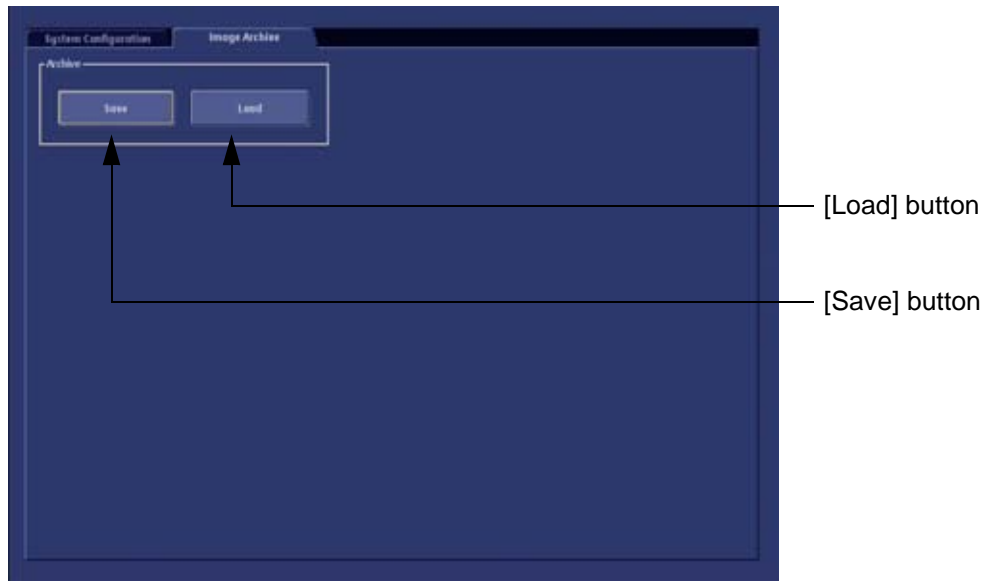 System Configuration Image Archive
Archive
Save Load
[Load] button
[Save] button